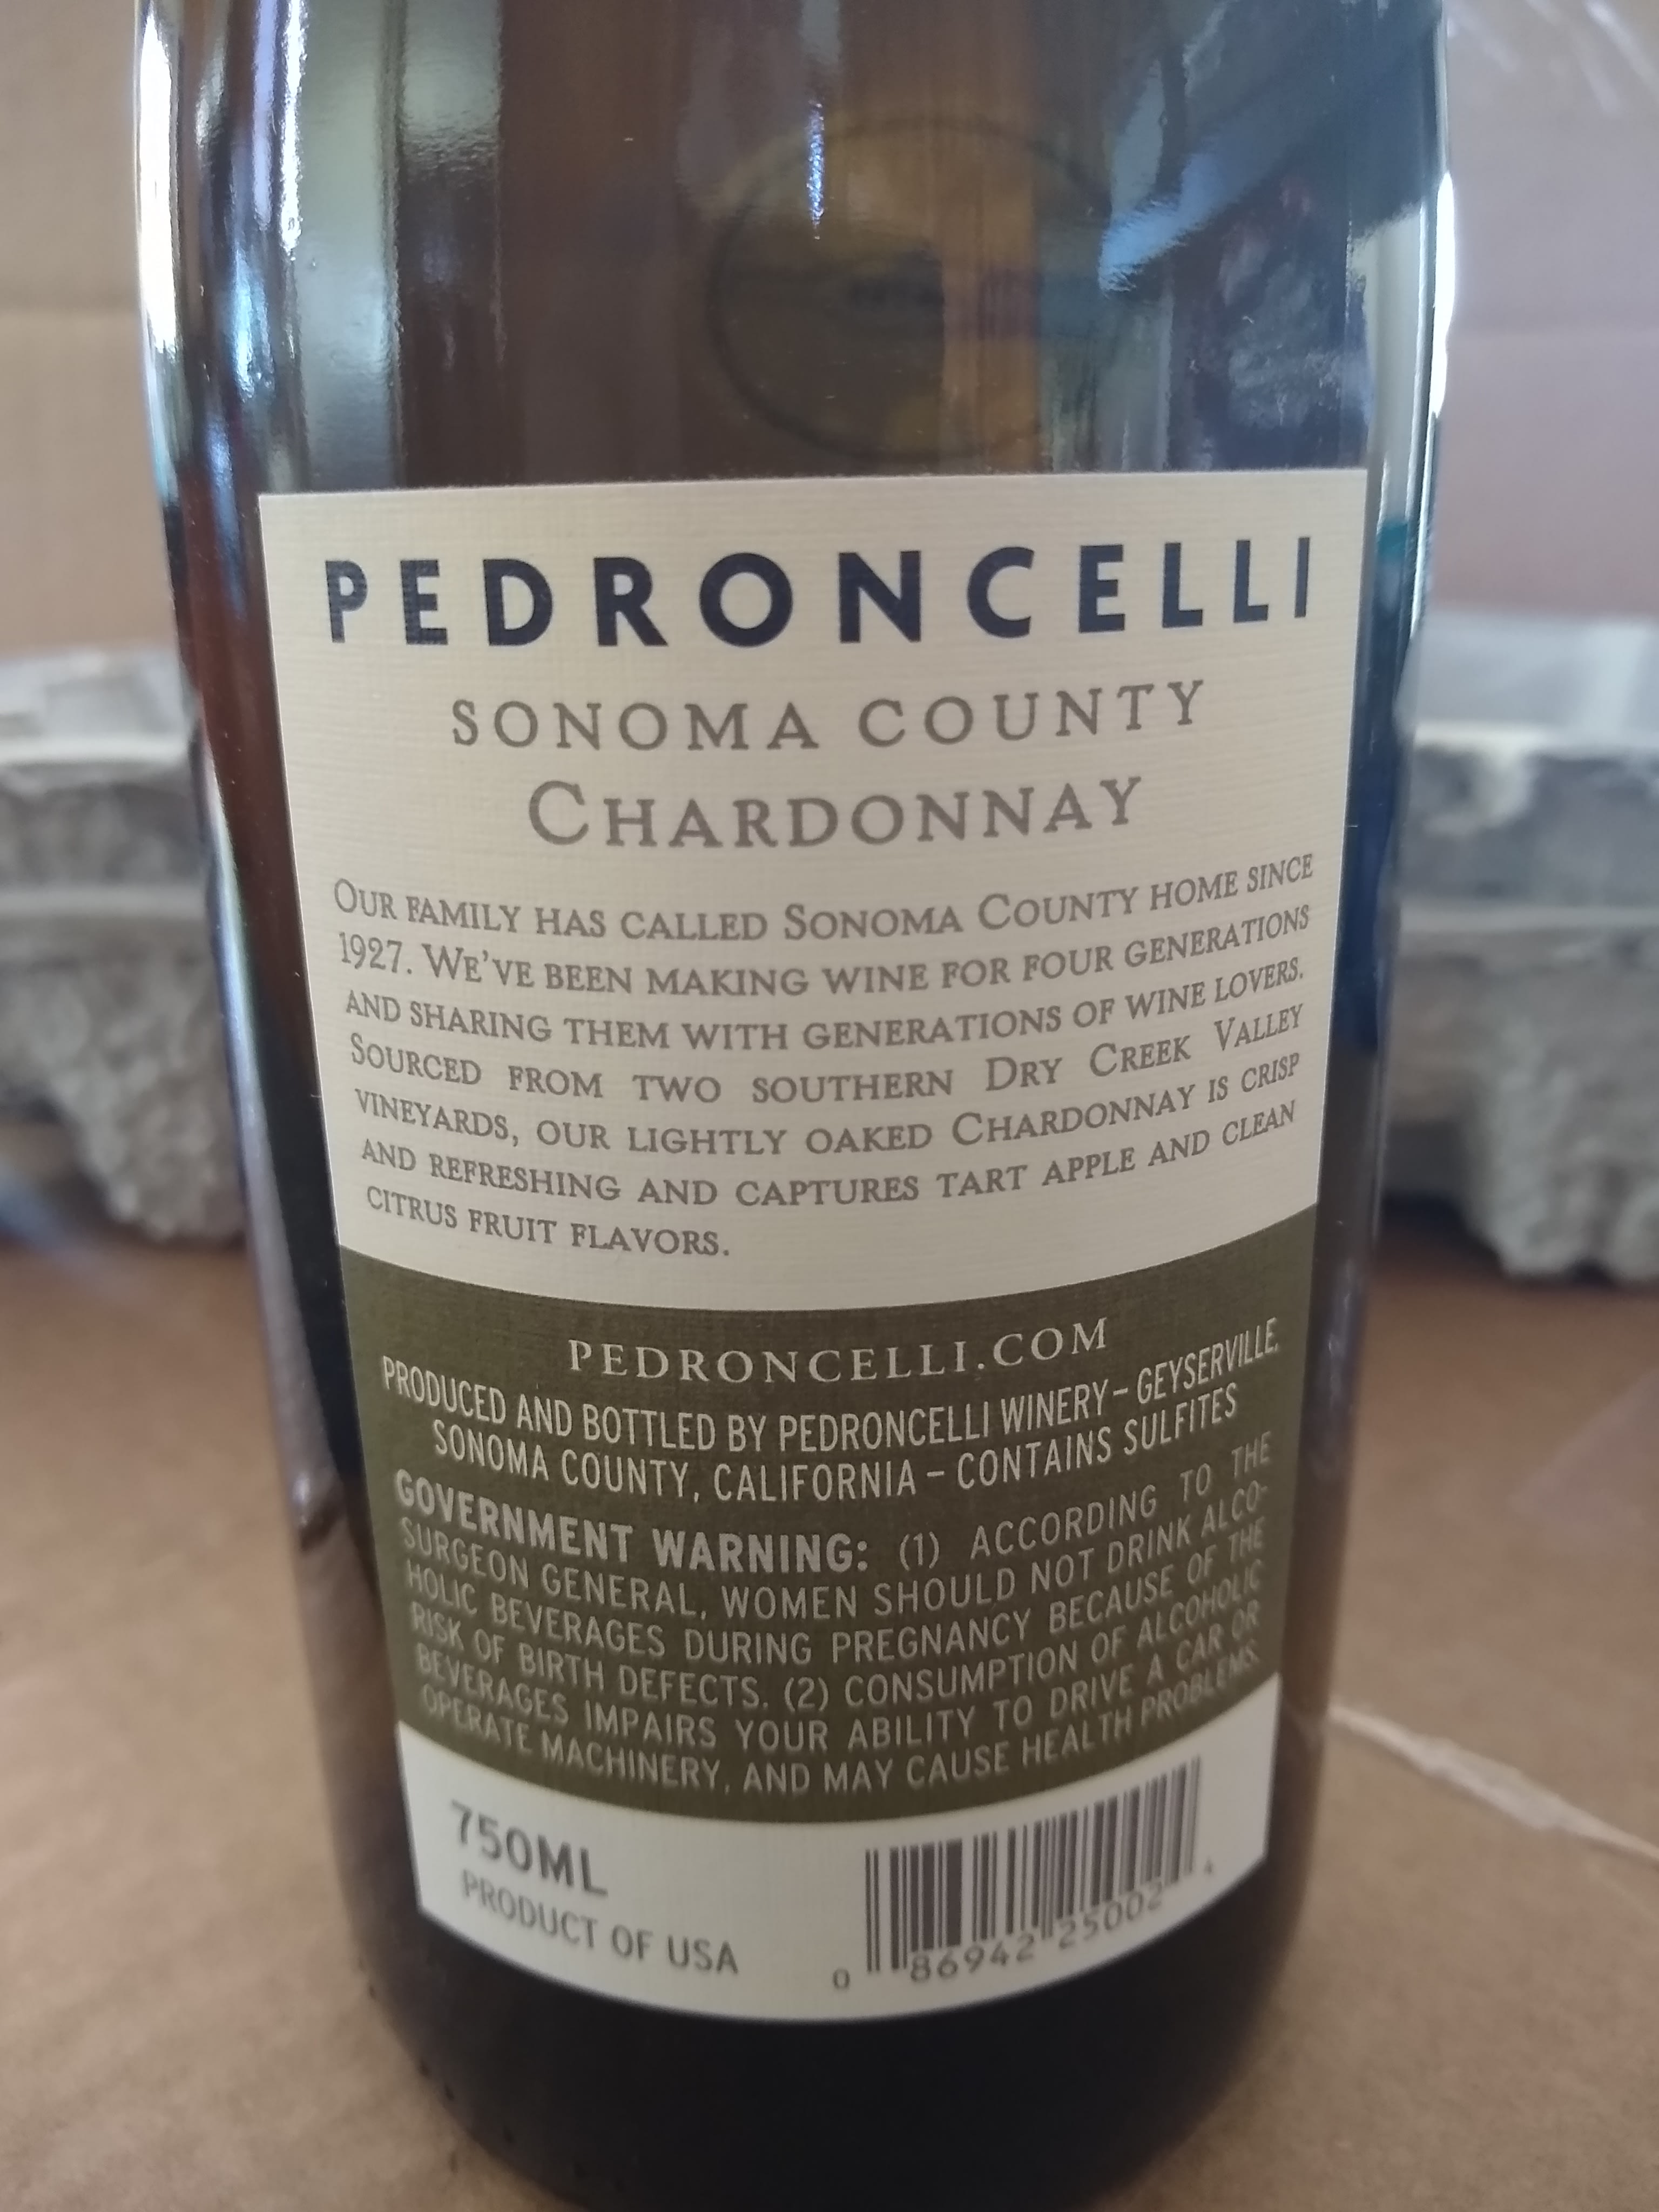 PEDRONCELLI
SONOMA COUNTY
CHARDONNAY
OUR FAMILY HAS CALLED SONOMA COUNTY HOME SINCE
1927. WE'VE BEEN MAKING WINE FOR FOUR GENERATIONS
AND SHARING THEM WITH GENERATIONS OF WINE LOVERS.
SOURCED FROM TWO SOUTHERN DRY CREEK VALLEY
VINEYARDS, OUR LIGHTLY OAKED CHARDONNAY IS CRISP
AND REFRESHING AND CAPTURES TART APPLE AND CLEAN
CITRUS FRUIT FLAVORS.
PEDRONCELLI.COM
PRODUCED AND BOTTLED BY PEDRONCELLI WINERY – GEYSERVILLE,
SONOMA COUNTY, CALIFORNIA – CONTAINS SULFITES
GOVERNMENT WARNING: (1) ACCORDING TO THE
SURGEON GENERAL, WOMEN SHOULD NOT DRINK ALCO-
HOLIC BEVERAGES DURING PREGNANCY BECAUSE OF THE
RISK OF BIRTH DEFECTS. (2) CONSUMPTION OF ALCOHOLIC
BEVERAGES IMPAIRS YOUR ABILITY TO DRIVE A CAR OR
OPERATE MACHINERY, AND MAY CAUSE HEALTH PROBLEMS.
750ML
PRODUCT OF USA
0 86942 25002 4